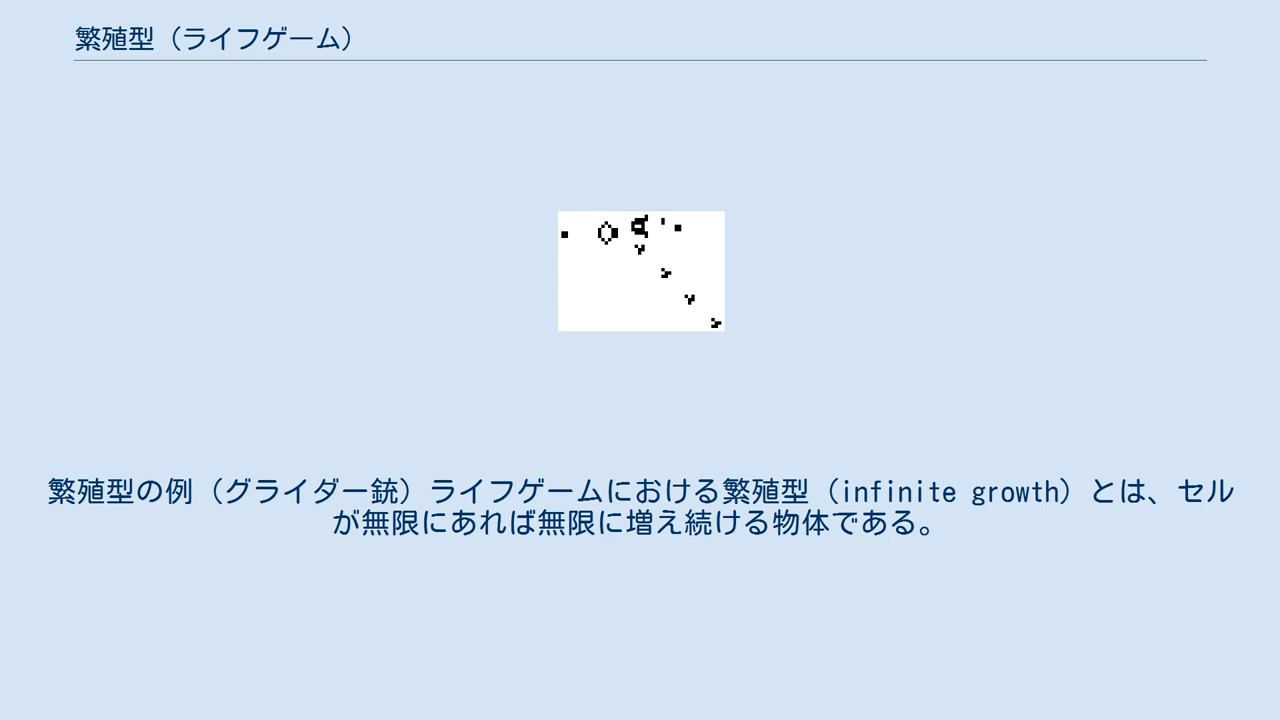 繁殖型（ライフゲーム）
繁殖型の例（グライダー銃）ライフゲームにおける繁殖型（infinite growth）とは、セル
が無限にあれば無限に増え続ける物体である。